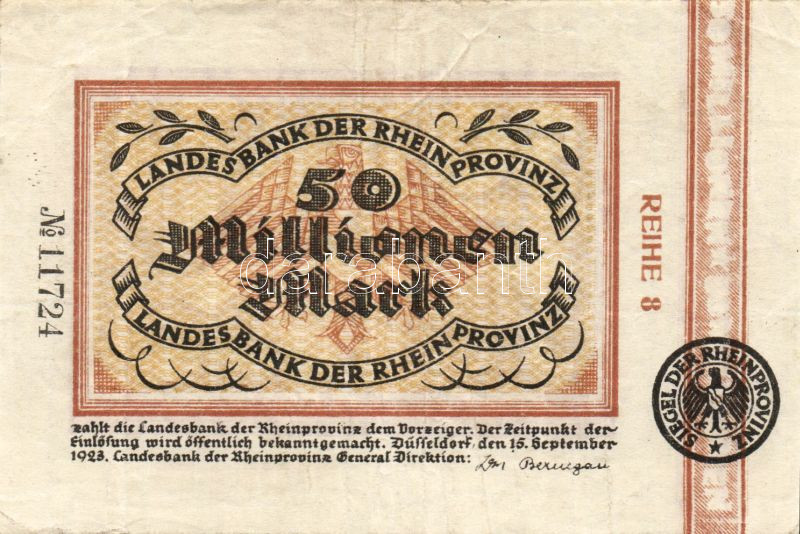 LANDESBANK DER RHEINPROVINZ
50
Millionen
Mark
LANDESBANK DER RHEINPROVINZ
zahlt die Landesbank der Rheinprovinz dem Vorzeiger. Der Zeitpunkt der
Einlösung wird öffentlich bekanntgemacht. Düsseldorf, den 15. September
1923. Landesbank der Rheinprovinz General Direktion:
№ 11724
REIHE 8
SIEGEL DER RHEINPROVINZ
darabanth